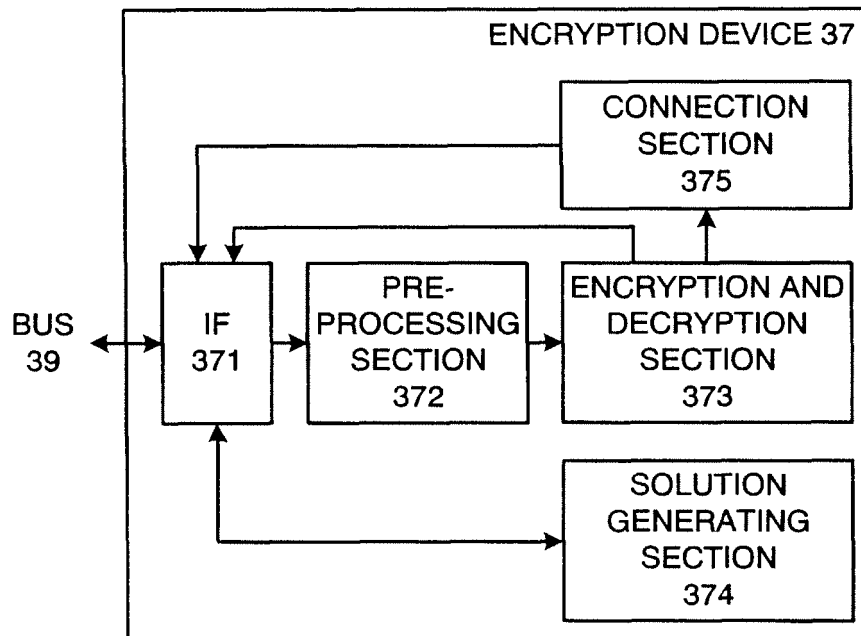 ENCRYPTION DEVICE 37
CONNECTION
SECTION
375
BUS
39
IF
371
PRE-
PROCESSING
SECTION
372
ENCRYPTION AND
DECRYPTION
SECTION
373
SOLUTION
GENERATING
SECTION
374